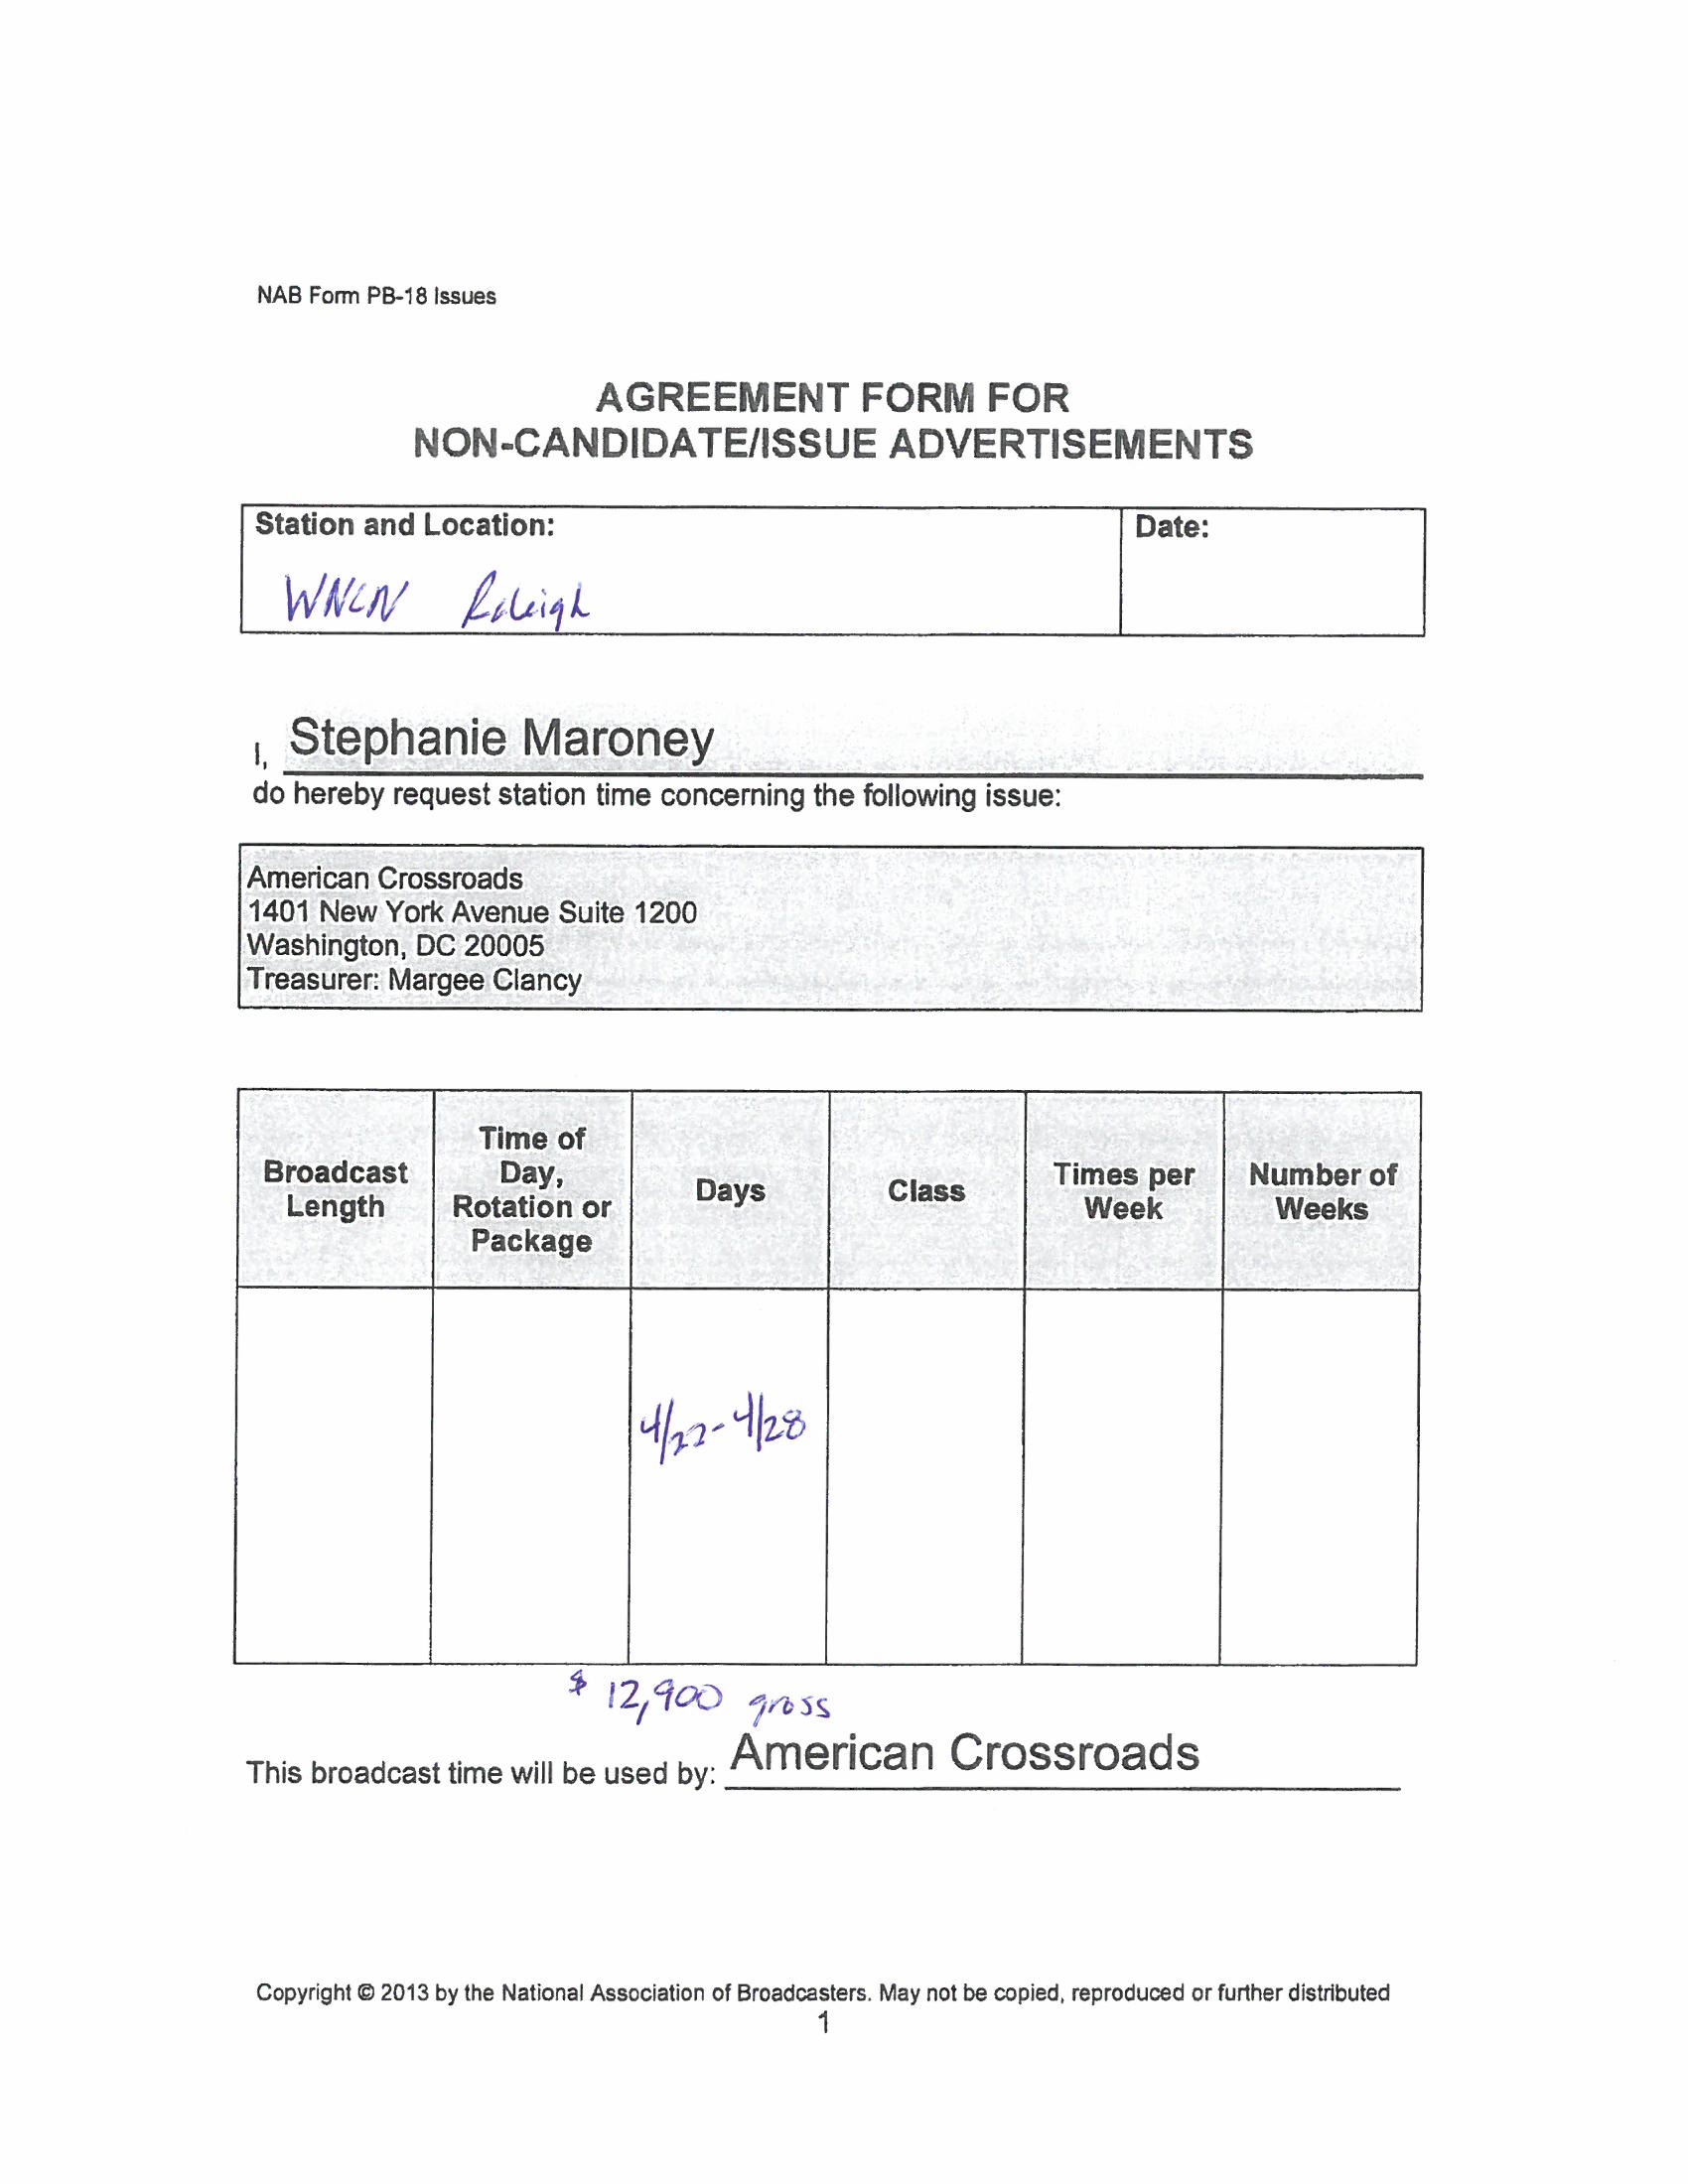 NAB Form PB-18 Issues
AGREEMENT FORM FOR
NON-CANDIDATE/ISSUE ADVERTISEMENTS
Station and Location:
Date:
WNCN Raleigh
I, Stephanie Maroney
do hereby request station time concerning the following issue:
American Crossroads
1401 New York Avenue Suite 1200
Washington, DC 20005
Treasurer: Margee Clancy
Broadcast
Length
Time of
Day,
Rotation or
Package
Days
Class
Times per
Week
Number of
Weeks
4/22-4/28
$ 12,900 gross
This broadcast time will be used by: American Crossroads
Copyright © 2013 by the National Association of Broadcasters. May not be copied, reproduced or further distributed
1